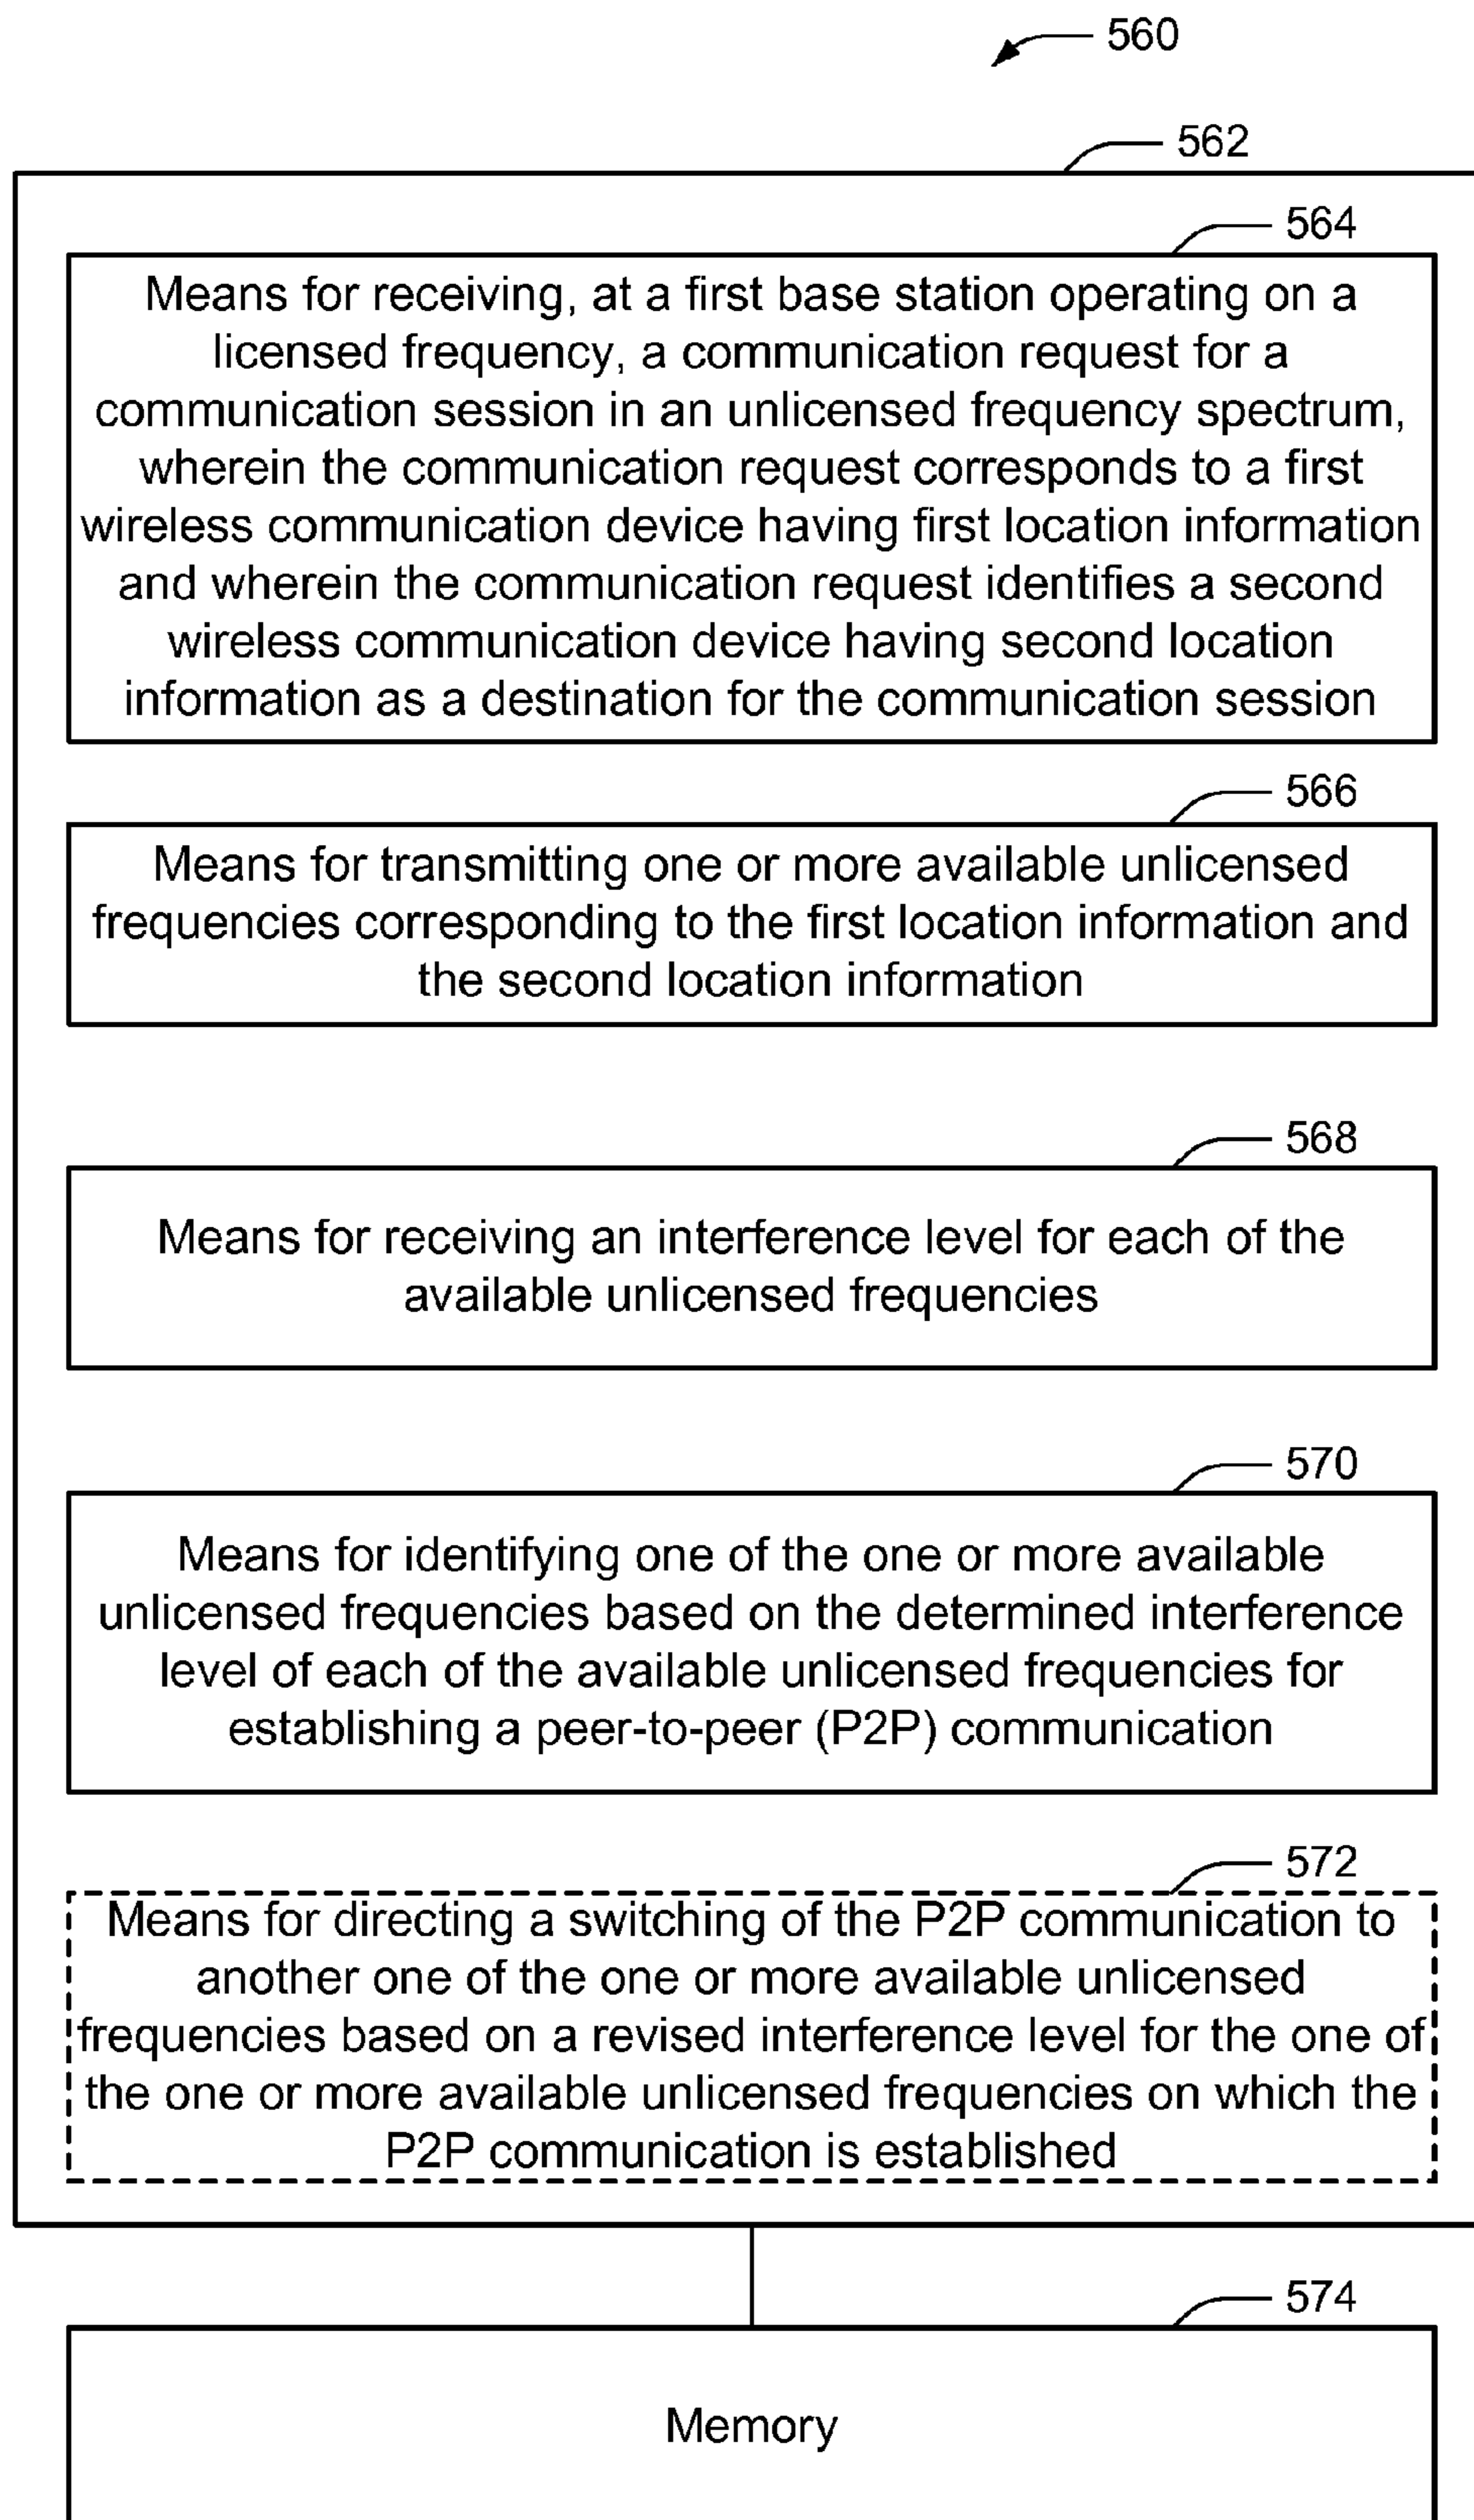 560
562
564
Means for receiving, at a first base station operating on a
licensed frequency, a communication request for a
communication session in an unlicensed frequency spectrum,
wherein the communication request corresponds to a first
wireless communication device having first location information
and wherein the communication request identifies a second
wireless communication device having second location
information as a destination for the communication session
566
Means for transmitting one or more available unlicensed
frequencies corresponding to the first location information and
the second location information
568
Means for receiving an interference level for each of the
available unlicensed frequencies
570
Means for identifying one of the one or more available
unlicensed frequencies based on the determined interference
level of each of the available unlicensed frequencies for
establishing a peer-to-peer (P2P) communication
572
Means for directing a switching of the P2P communication to
another one of the one or more available unlicensed
frequencies based on a revised interference level for the one of
the one or more available unlicensed frequencies on which the
P2P communication is established
574
Memory